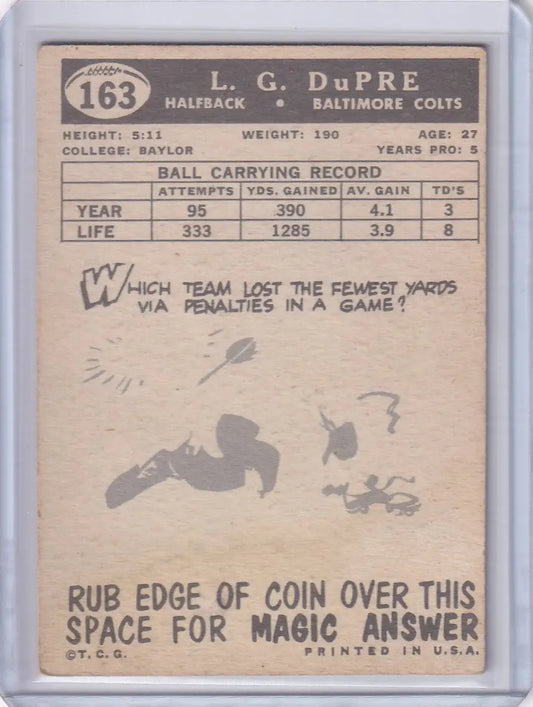 163
L. G. DuPRE
HALFBACK • BALTIMORE COLTS
HEIGHT: 5:11 WEIGHT: 190 AGE: 27
COLLEGE: BAYLOR YEARS PRO: 5
BALL CARRYING RECORD
ATTEMPTS YDS. GAINED AV. GAIN TD'S
YEAR 95 390 4.1 3
LIFE 333 1285 3.9 8
WHICH TEAM LOST THE FEWEST YARDS
VIA PENALTIES IN A GAME?
RUB EDGE OF COIN OVER THIS
SPACE FOR MAGIC ANSWER
©T.C.G. PRINTED IN U.S.A.